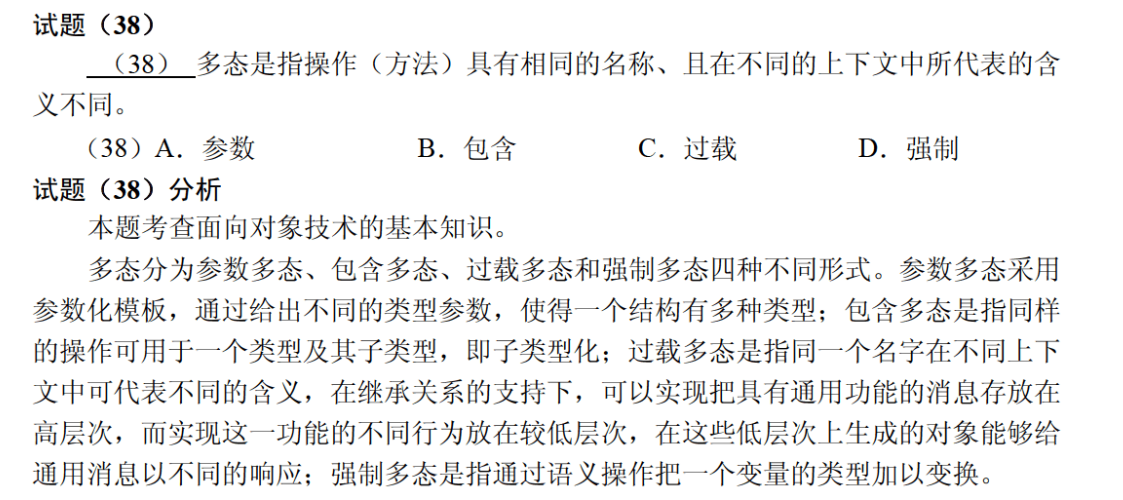 试题（38）
（38） 多态是指操作（方法）具有相同的名称、且在不同的上下文中所代表的含
义不同。
（38）A．参数 B．包含 C．过载 D．强制
试题（38）分析
本题考查面向对象技术的基本知识。
多态分为参数多态、包含多态、过载多态和强制多态四种不同形式。参数多态采用
参数化模板，通过给出不同的类型参数，使得一个结构有多种类型；包含多态是指同样
的操作可用于一个类型及其子类型，即子类型化；过载多态是指同一个名字在不同上下
文中可代表不同的含义，在继承关系的支持下，可以实现把具有通用功能的消息存放在
高层次，而实现这一功能的不同行为放在较低层次，在这些低层次上生成的对象能够给
通用消息以不同的响应；强制多态是指通过语义操作把一个变量的类型加以变换。